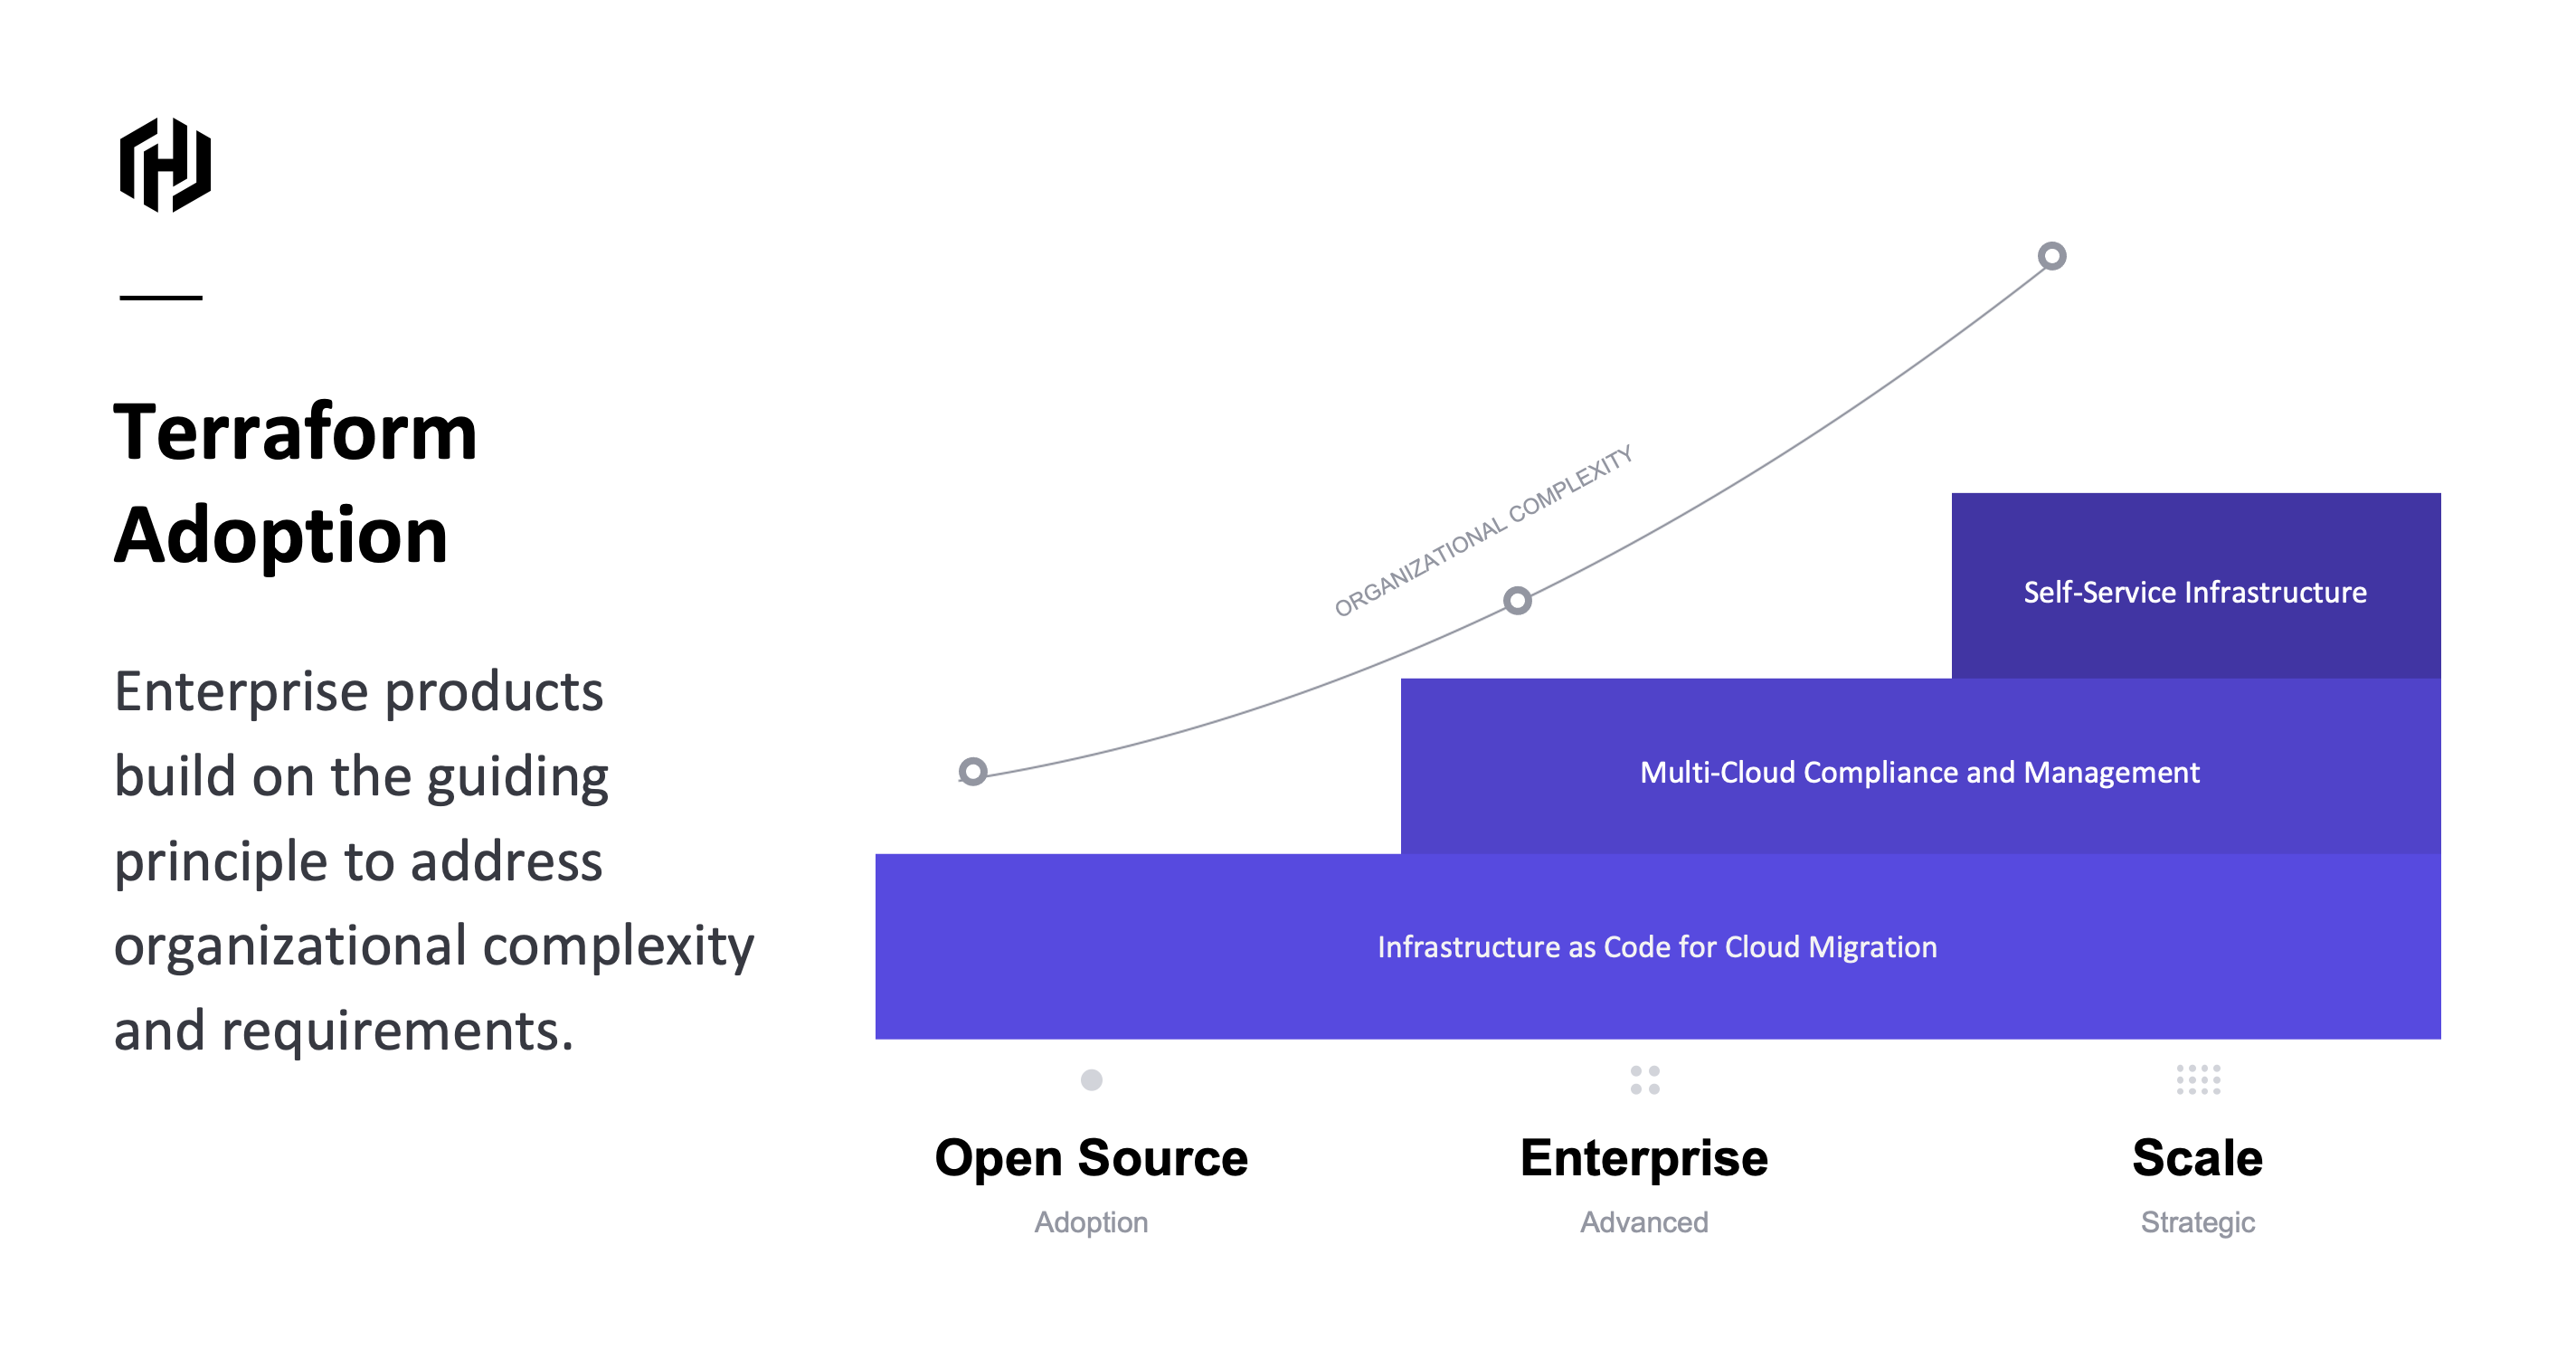 Terraform
Adoption
Enterprise products
build on the guiding
principle to address
organizational complexity
and requirements.
ORGANIZATIONAL COMPLEXITY
Self-Service Infrastructure
Multi-Cloud Compliance and Management
Infrastructure as Code for Cloud Migration
Open Source
Adoption
Enterprise
Advanced
Scale
Strategic